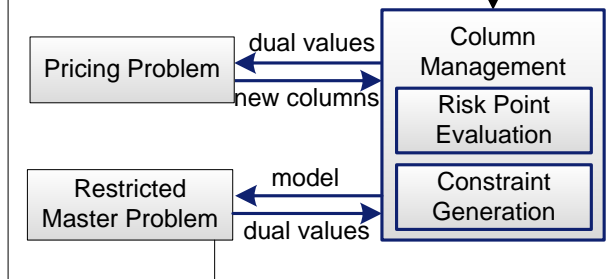 dual values
Pricing Problem
new columns
Column
Management
Risk Point
Evaluation
Restricted
Master Problem
model
dual values
Constraint
Generation